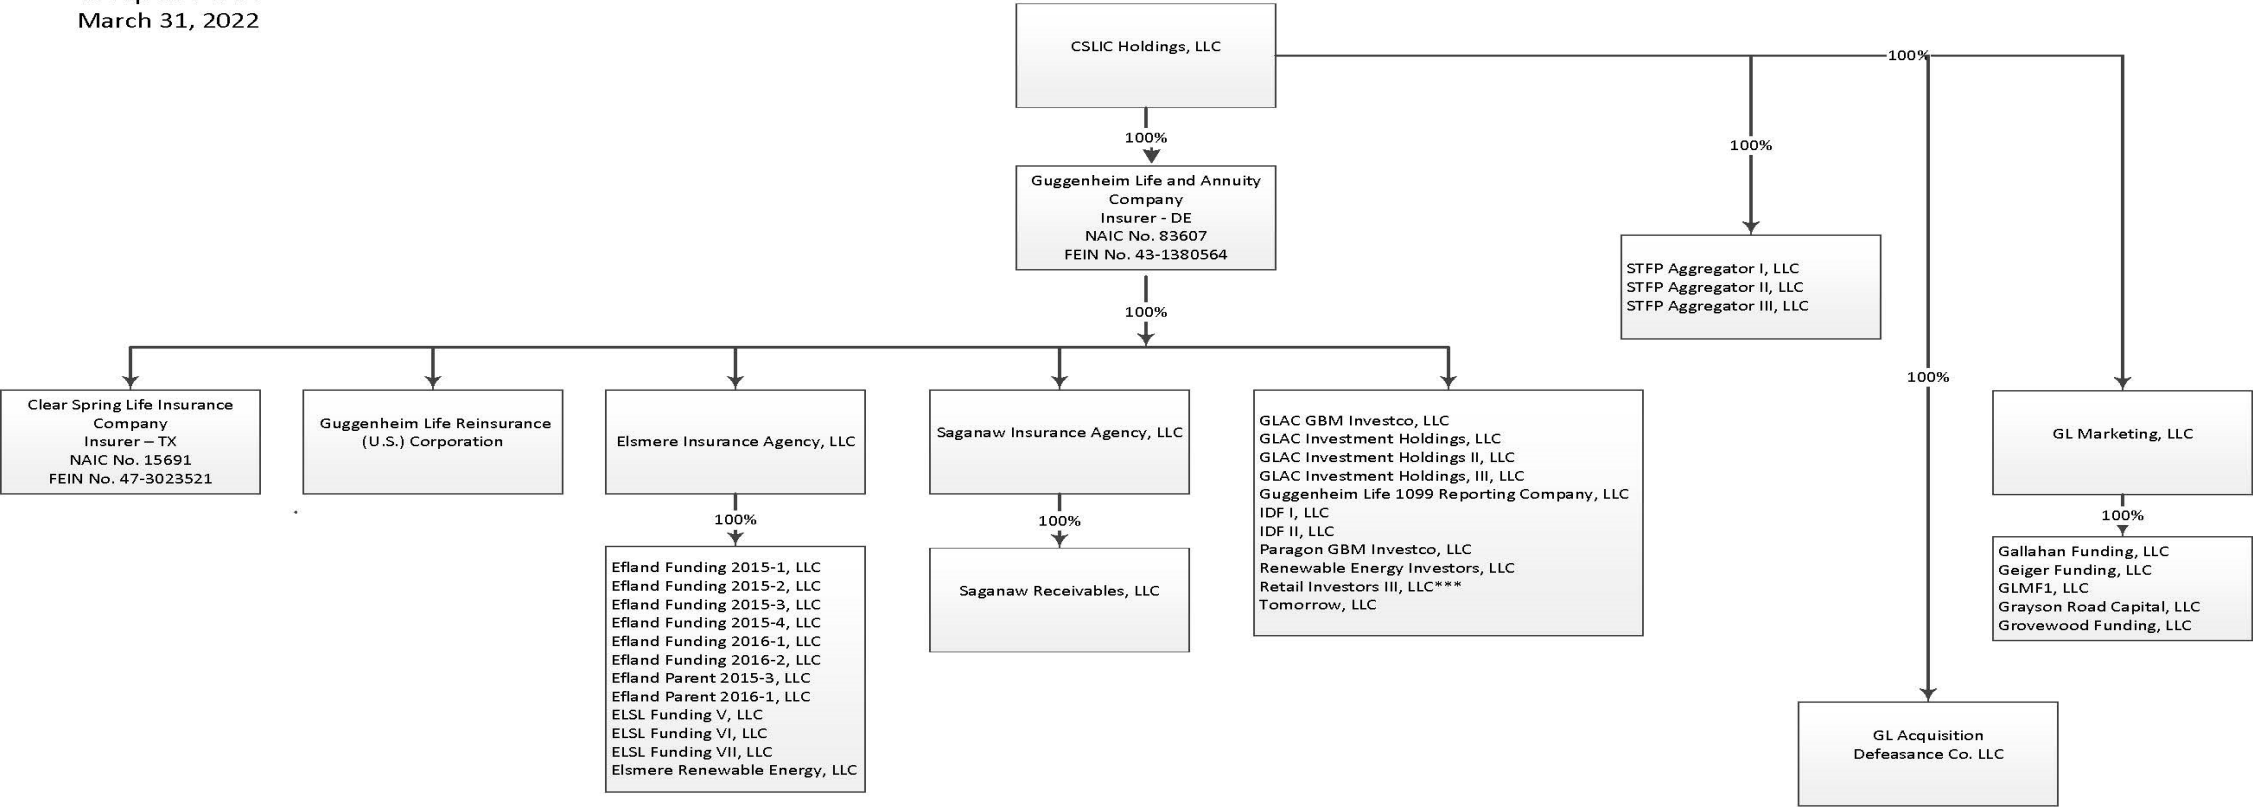 March 31, 2022
CSLIC Holdings, LLC
100%
100%
100%
Guggenheim Life and Annuity
Company
Insurer - DE
NAIC No. 83607
FEIN No. 43-1380564
STFP Aggregator I, LLC
STFP Aggregator II, LLC
STFP Aggregator III, LLC
100%
100%
Clear Spring Life Insurance
Company
Insurer – TX
NAIC No. 15691
FEIN No. 47-3023521
Guggenheim Life Reinsurance
(U.S.) Corporation
Elsmere Insurance Agency, LLC
Saganaw Insurance Agency, LLC
GLAC GBM Investco, LLC
GLAC Investment Holdings, LLC
GLAC Investment Holdings II, LLC
GLAC Investment Holdings, III, LLC
Guggenheim Life 1099 Reporting Company, LLC
IDF I, LLC
IDF II, LLC
Paragon GBM Investco, LLC
Renewable Energy Investors, LLC
Retail Investors III, LLC***
Tomorrow, LLC
GL Marketing, LLC
100%
100%
100%
Efland Funding 2015-1, LLC
Efland Funding 2015-2, LLC
Efland Funding 2015-3, LLC
Efland Funding 2015-4, LLC
Efland Funding 2016-1, LLC
Efland Funding 2016-2, LLC
Efland Parent 2015-3, LLC
Efland Parent 2016-1, LLC
ELSL Funding V, LLC
ELSL Funding VI, LLC
ELSL Funding VII, LLC
Elsmere Renewable Energy, LLC
Saganaw Receivables, LLC
Gallahan Funding, LLC
Geiger Funding, LLC
GLMF1, LLC
Grayson Road Capital, LLC
Grovewood Funding, LLC
GL Acquisition
Defeasance Co. LLC